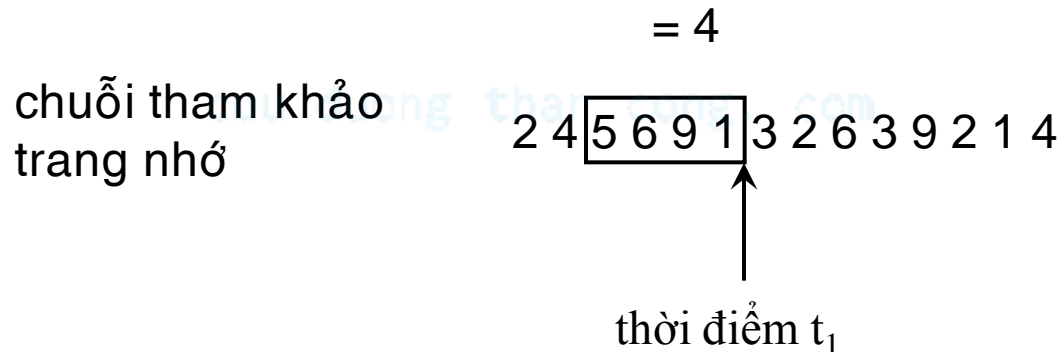 = 4
chuỗi tham khảo
trang nhớ
2 4 5 6 9 1 3 2 6 3 9 2 1 4
thời điểm t₁